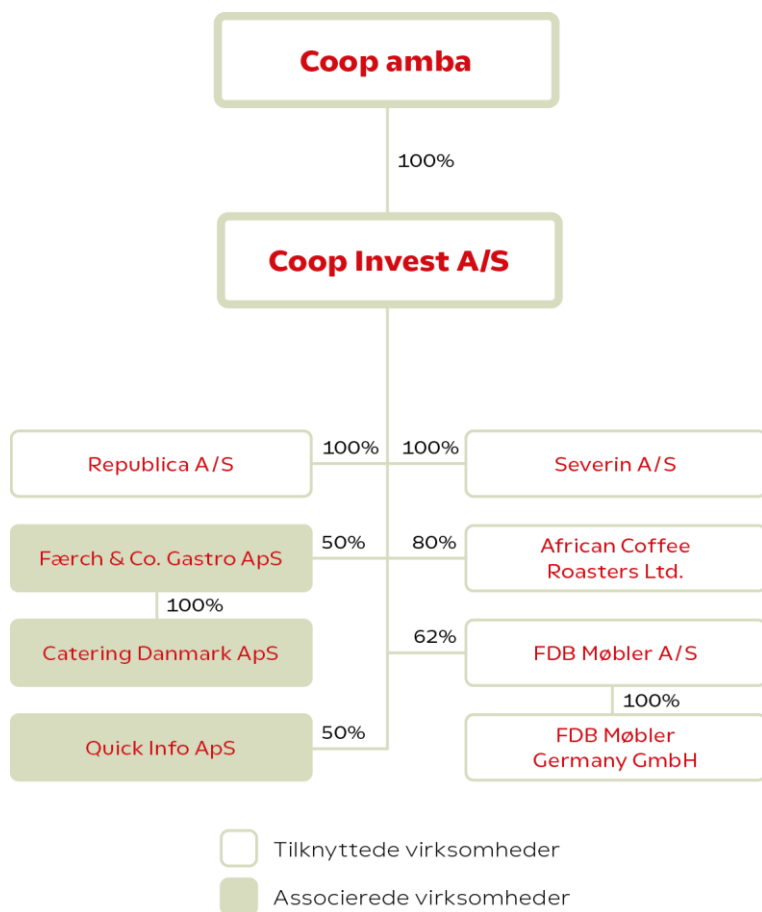 Coop amba
100%
Coop Invest A/S
Republica A/S
100%
100%
Severin A/S
Færch & Co. Gastro ApS
50%
80%
African Coffee
Roasters Ltd.
100%
Catering Danmark ApS
62%
FDB Møbler A/S
100%
Quick Info ApS
50%
FDB Møbler
Germany GmbH
Tilknyttede virksomheder
Associerede virksomheder